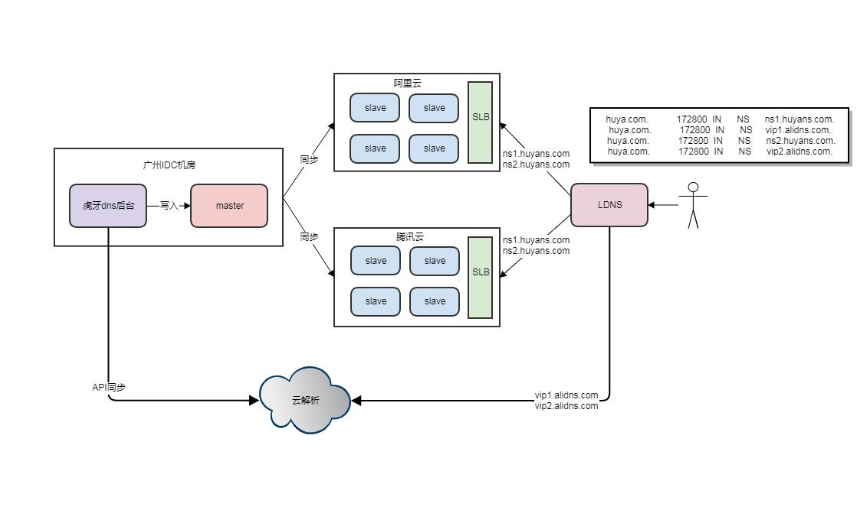 阿里云
slave
slave
slave
slave
SLB
huya.com. 172800 IN NS ns1.huyans.com.
huya.com. 172800 IN NS vip1.alidns.com.
huya.com. 172800 IN NS ns2.huyans.com.
huya.com. 172800 IN NS vip2.alidns.com.
ns1.huyans.com
ns2.huyans.com
同步
广州IDC机房
虎牙dns后台
写入
master
LDNS
同步
腾讯云
slave
slave
slave
slave
SLB
ns1.huyans.com
ns2.huyans.com
API同步
云解析
vip1.alidns.com
vip2.alidns.com